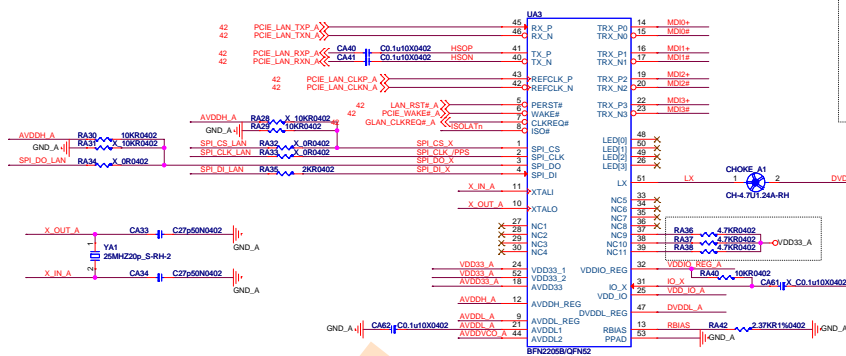 UA3
42 PCIE_LAN_TXP_A 45 RX_P TRX_P0 14 MDI0+
42 PCIE_LAN_TXN_A 46 RX_N TRX_N0 15 MDI0#
42 PCIE_LAN_RXP_A CA40 C0.1u10X0402 HSOP 41 TX_P TRX_P1 16 MDI1+
42 PCIE_LAN_RXN_A CA41 C0.1u10X0402 HSON 40 TX_N TRX_N1 17 MDI1#
42 PCIE_LAN_CLKP_A 43 REFCLK_P TRX_P2 19 MDI2+
42 PCIE_LAN_CLKN_A 42 REFCLK_N TRX_N2 20 MDI2#
42 LAN_RST#_A 5 PERST# TRX_P3 22 MDI3+
42 PCIE_WAKE#_A 6 WAKE# TRX_N3 23 MDI3#
42 GLAN_CLKREQ#_A 7 CLKREQ#
ISOLATn 8 ISO#
AVDDH_A RA28 X_10KR0402
GND_A RA29 10KR0402
AVDDH_A RA30 10KR0402
GND_A RA31 X_10KR0402
SPI_DO_LAN RA34 X_0R0402
SPI_CS_LAN RA32 X_0R0402 SPI_CS_X 1 SPI_CS
SPI_CLK_LAN RA33 X_0R0402 SPI_CLK_/PPS 2 SPI_CLK
SPI_DO_X 3 SPI_DO
SPI_DI_LAN RA35 2KR0402 SPI_DI_X 4 SPI_DI
LED[0] 48
LED[1] 50
LED[2] 49
LED[3] 26
LX 51 LX 1 CHOKE_A1 2 DVD
CH-4.7U1.24A-RH
X_IN_A 11 XTALI
X_OUT_A 10 XTALO
NC5 33
NC6 34
NC7 35
NC8 36
NC9 37 RA36 4.7KR0402
NC10 38 RA37 4.7KR0402 VDD33_A
NC11 39 RA38 4.7KR0402
27 NC1
28 NC2
29 NC3
30 NC4
X_OUT_A CA33 C27p50N0402 GND_A
1 YA1
25MHZ20p_S-RH-2
2
X_IN_A CA34 C27p50N0402 GND_A
VDD33_A 24 VDD33_1
VDD33_A 52 VDD33_2
AVDD33_A 18 AVDD33
AVDDH_A 12 AVDDH_REG
AVDDL_A 9 AVDDL_REG
GND_A CA62 C0.1u10X0402 AVDDL_A 21 AVDDL1
AVDDVCO_A 44 AVDDL2
VDDIO_REG 32 VDDIO_REG_A
RA40 10KR0402
IO_X 31 IO_X CA61 X_C0.1u10X0402
VDD_IO 25 VDD_IO_A
DVDDL_REG 47 DVDDL_A
RBIAS 13 RBIAS RA42 2.37KR1%0402 GND_A
PPAD 53 GND_A
BFN2205B/QFN52